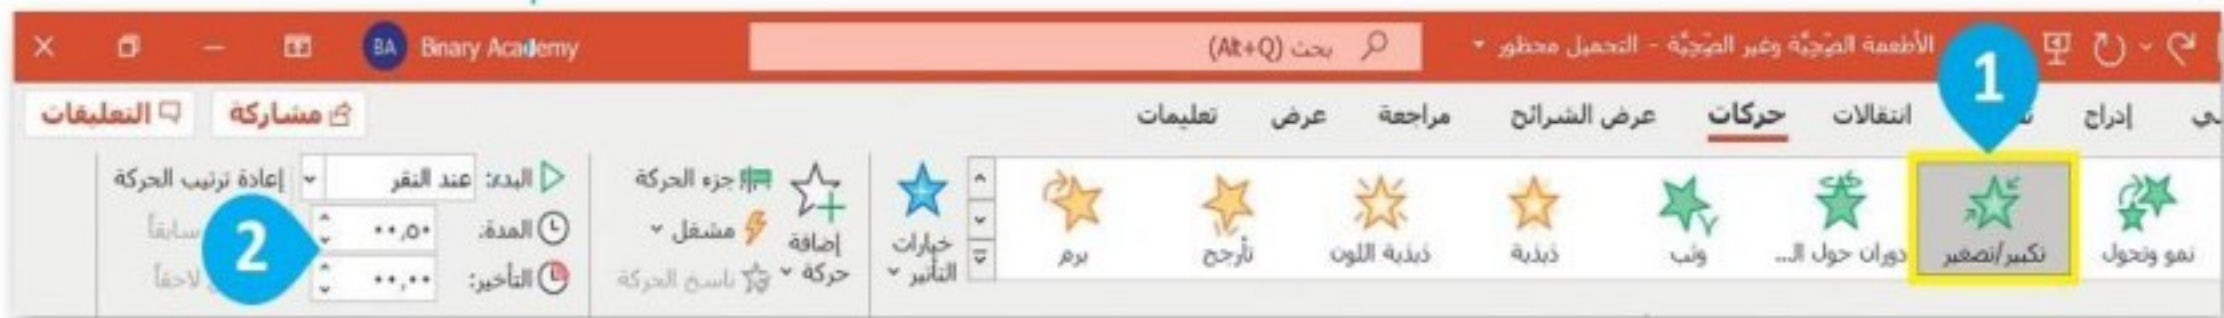 الأطعمة الصّحِيَّة وغير الصّحِيَّة - التحميل محظور
بحث (Alt+Q)
Binary Academy
BA
1
إدراج
انتقالات
حركات
عرض الشرائح
مراجعة
عرض
تعليمات
مشاركة
التعليقات
نمو وتحول
تكبير/تصغير
دوران حول الـ...
وثب
ذبذبة
ذبذبة اللون
تأرجح
برم
خيارات
التأثير
إضافة
حركة
جزء الحركة
مشغل
ناسخ الحركة
البدء: عند النقر
المدة: ٠٠,٥٠
التأخير: ٠٠,٠٠
إعادة ترتيب الحركة
سابقاً
لاحقاً
2